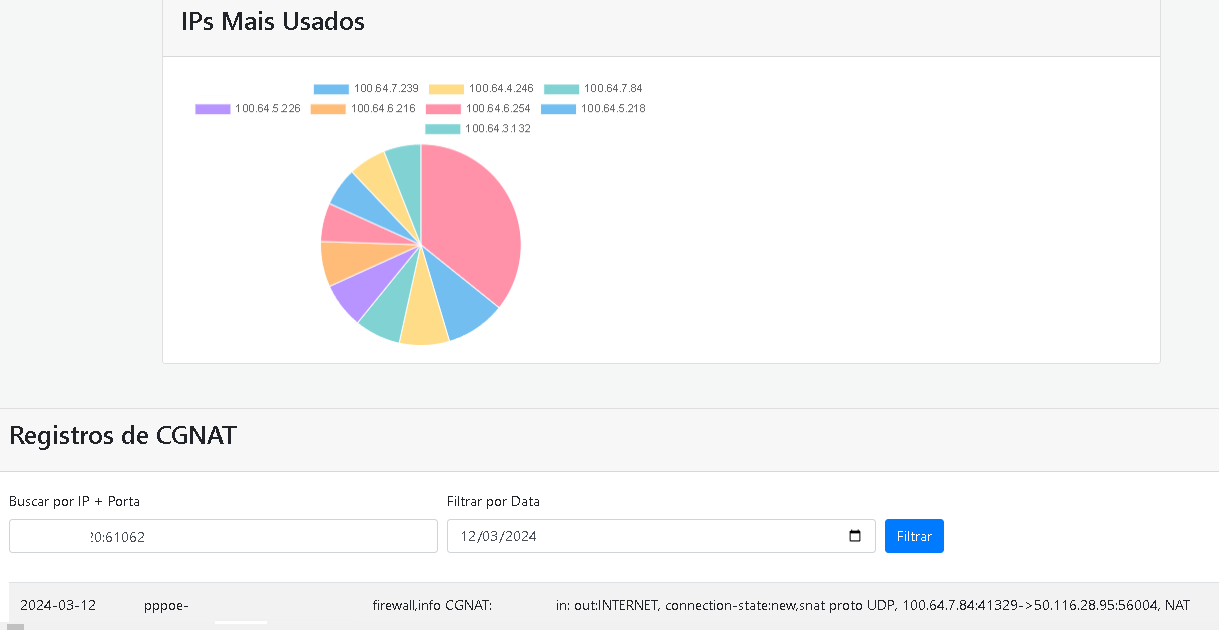 IPs Mais Usados
100.64.7.239 100.64.4.246 100.64.7.84
100.64.5.226 100.64.6.216 100.64.6.254 100.64.5.218
100.64.3.132
Registros de CGNAT
Buscar por IP + Porta Filtrar por Data
20:61062 12/03/2024 Filtrar
2024-03-12 pppoe- firewall,info CGNAT: in: out:INTERNET, connection-state:new,snat proto UDP, 100.64.7.84:41329->50.116.28.95:56004, NAT